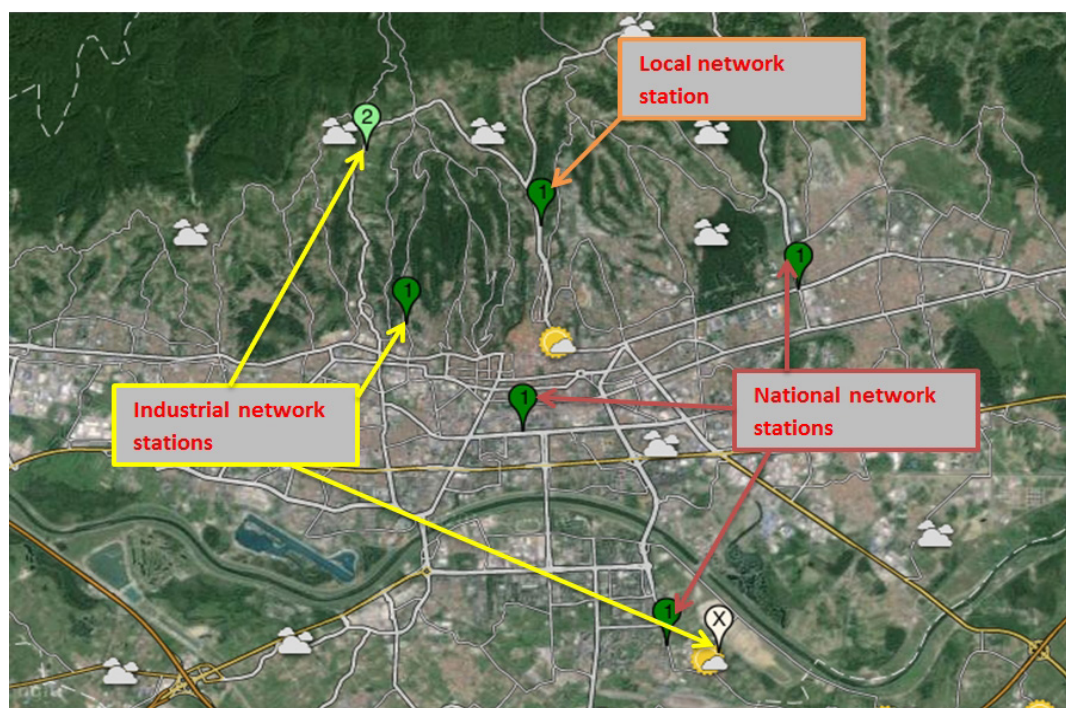 Local network
station
2
1
1
1
Industrial network
stations
1
National network
stations
1
X